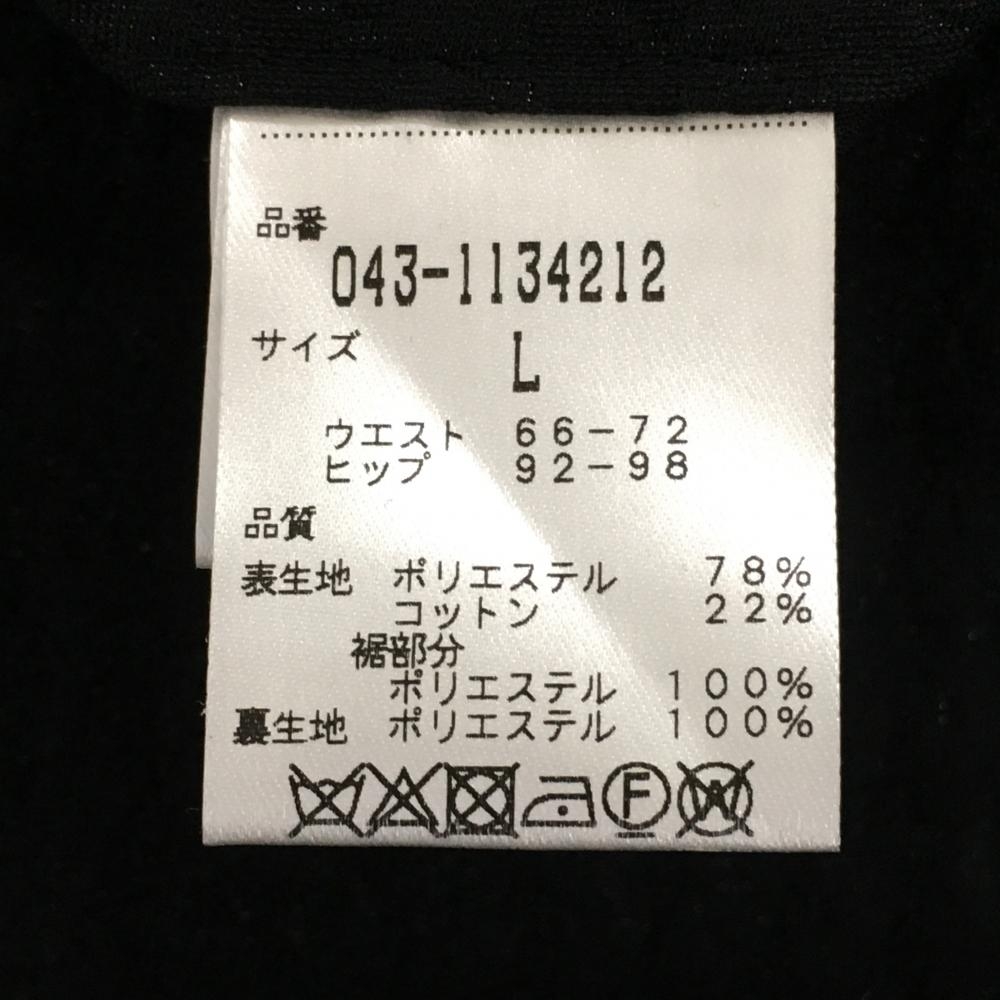 品番
043-1134212
サイズ L
ウエスト 66-72
ヒップ 92-98
品質
表生地 ポリエステル 78%
コットン 22%
裾部分
ポリエステル 100%
裏生地 ポリエステル 100%
F W